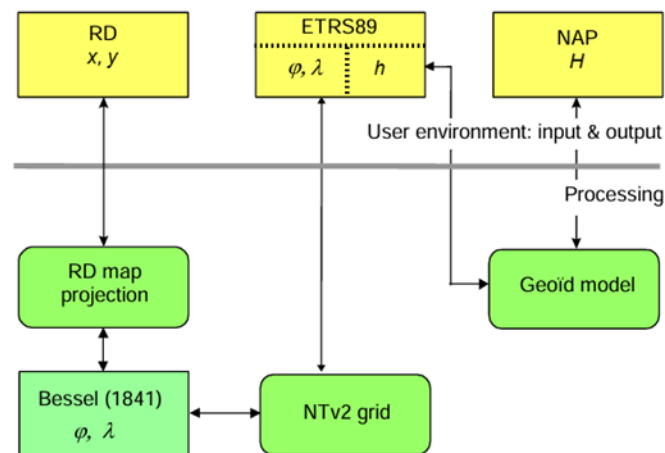 RD
x, y
ETRS89
φ, λ
h
NAP
H
User environment: input & output
Processing
RD map
projection
Geoïd model
Bessel (1841)
φ, λ
NTv2 grid